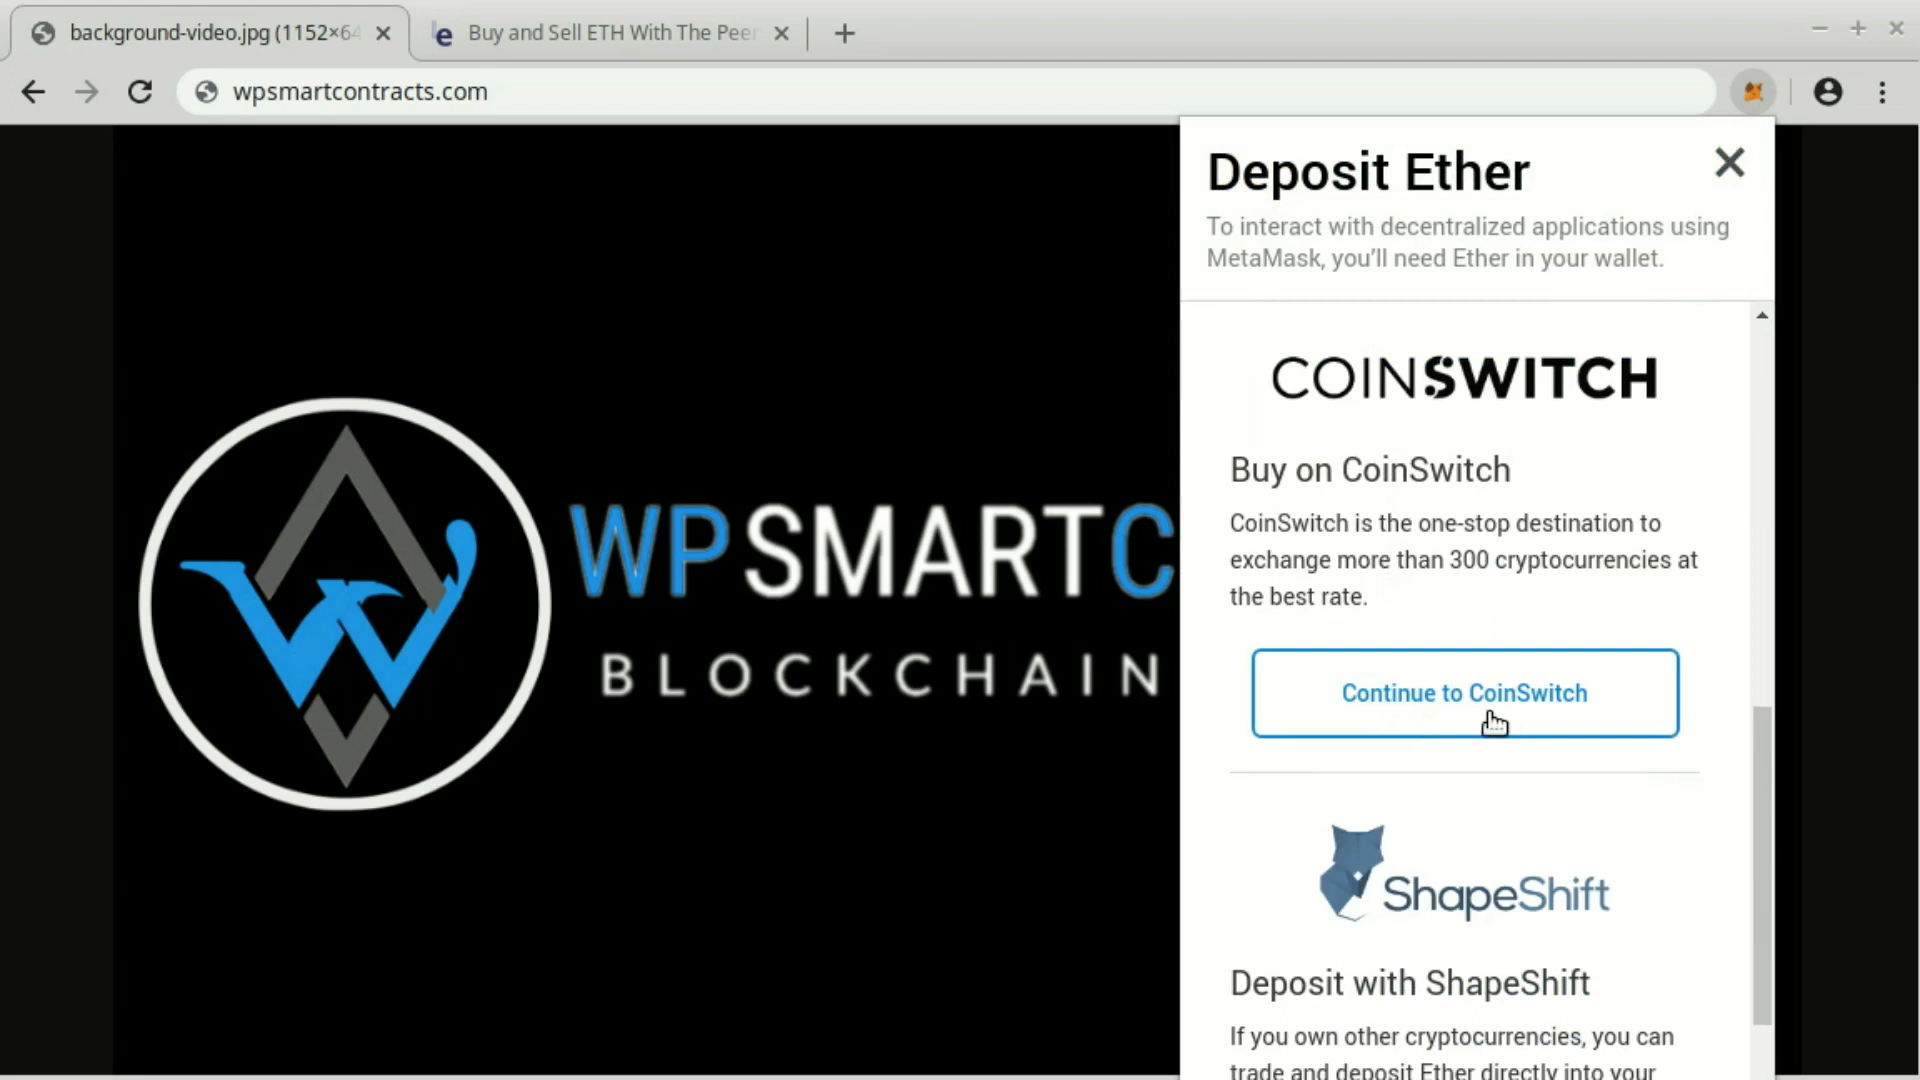 background-video.jpg (1152×64
Buy and Sell ETH With The Peer
wpsmartcontracts.com
WPSMARTC
BLOCKCHAIN
Deposit Ether
To interact with decentralized applications using
MetaMask, you'll need Ether in your wallet.
COINSWITCH
Buy on CoinSwitch
CoinSwitch is the one-stop destination to
exchange more than 300 cryptocurrencies at
the best rate.
Continue to CoinSwitch
ShapeShift
Deposit with ShapeShift
If you own other cryptocurrencies, you can
trade and deposit Ether directly into your